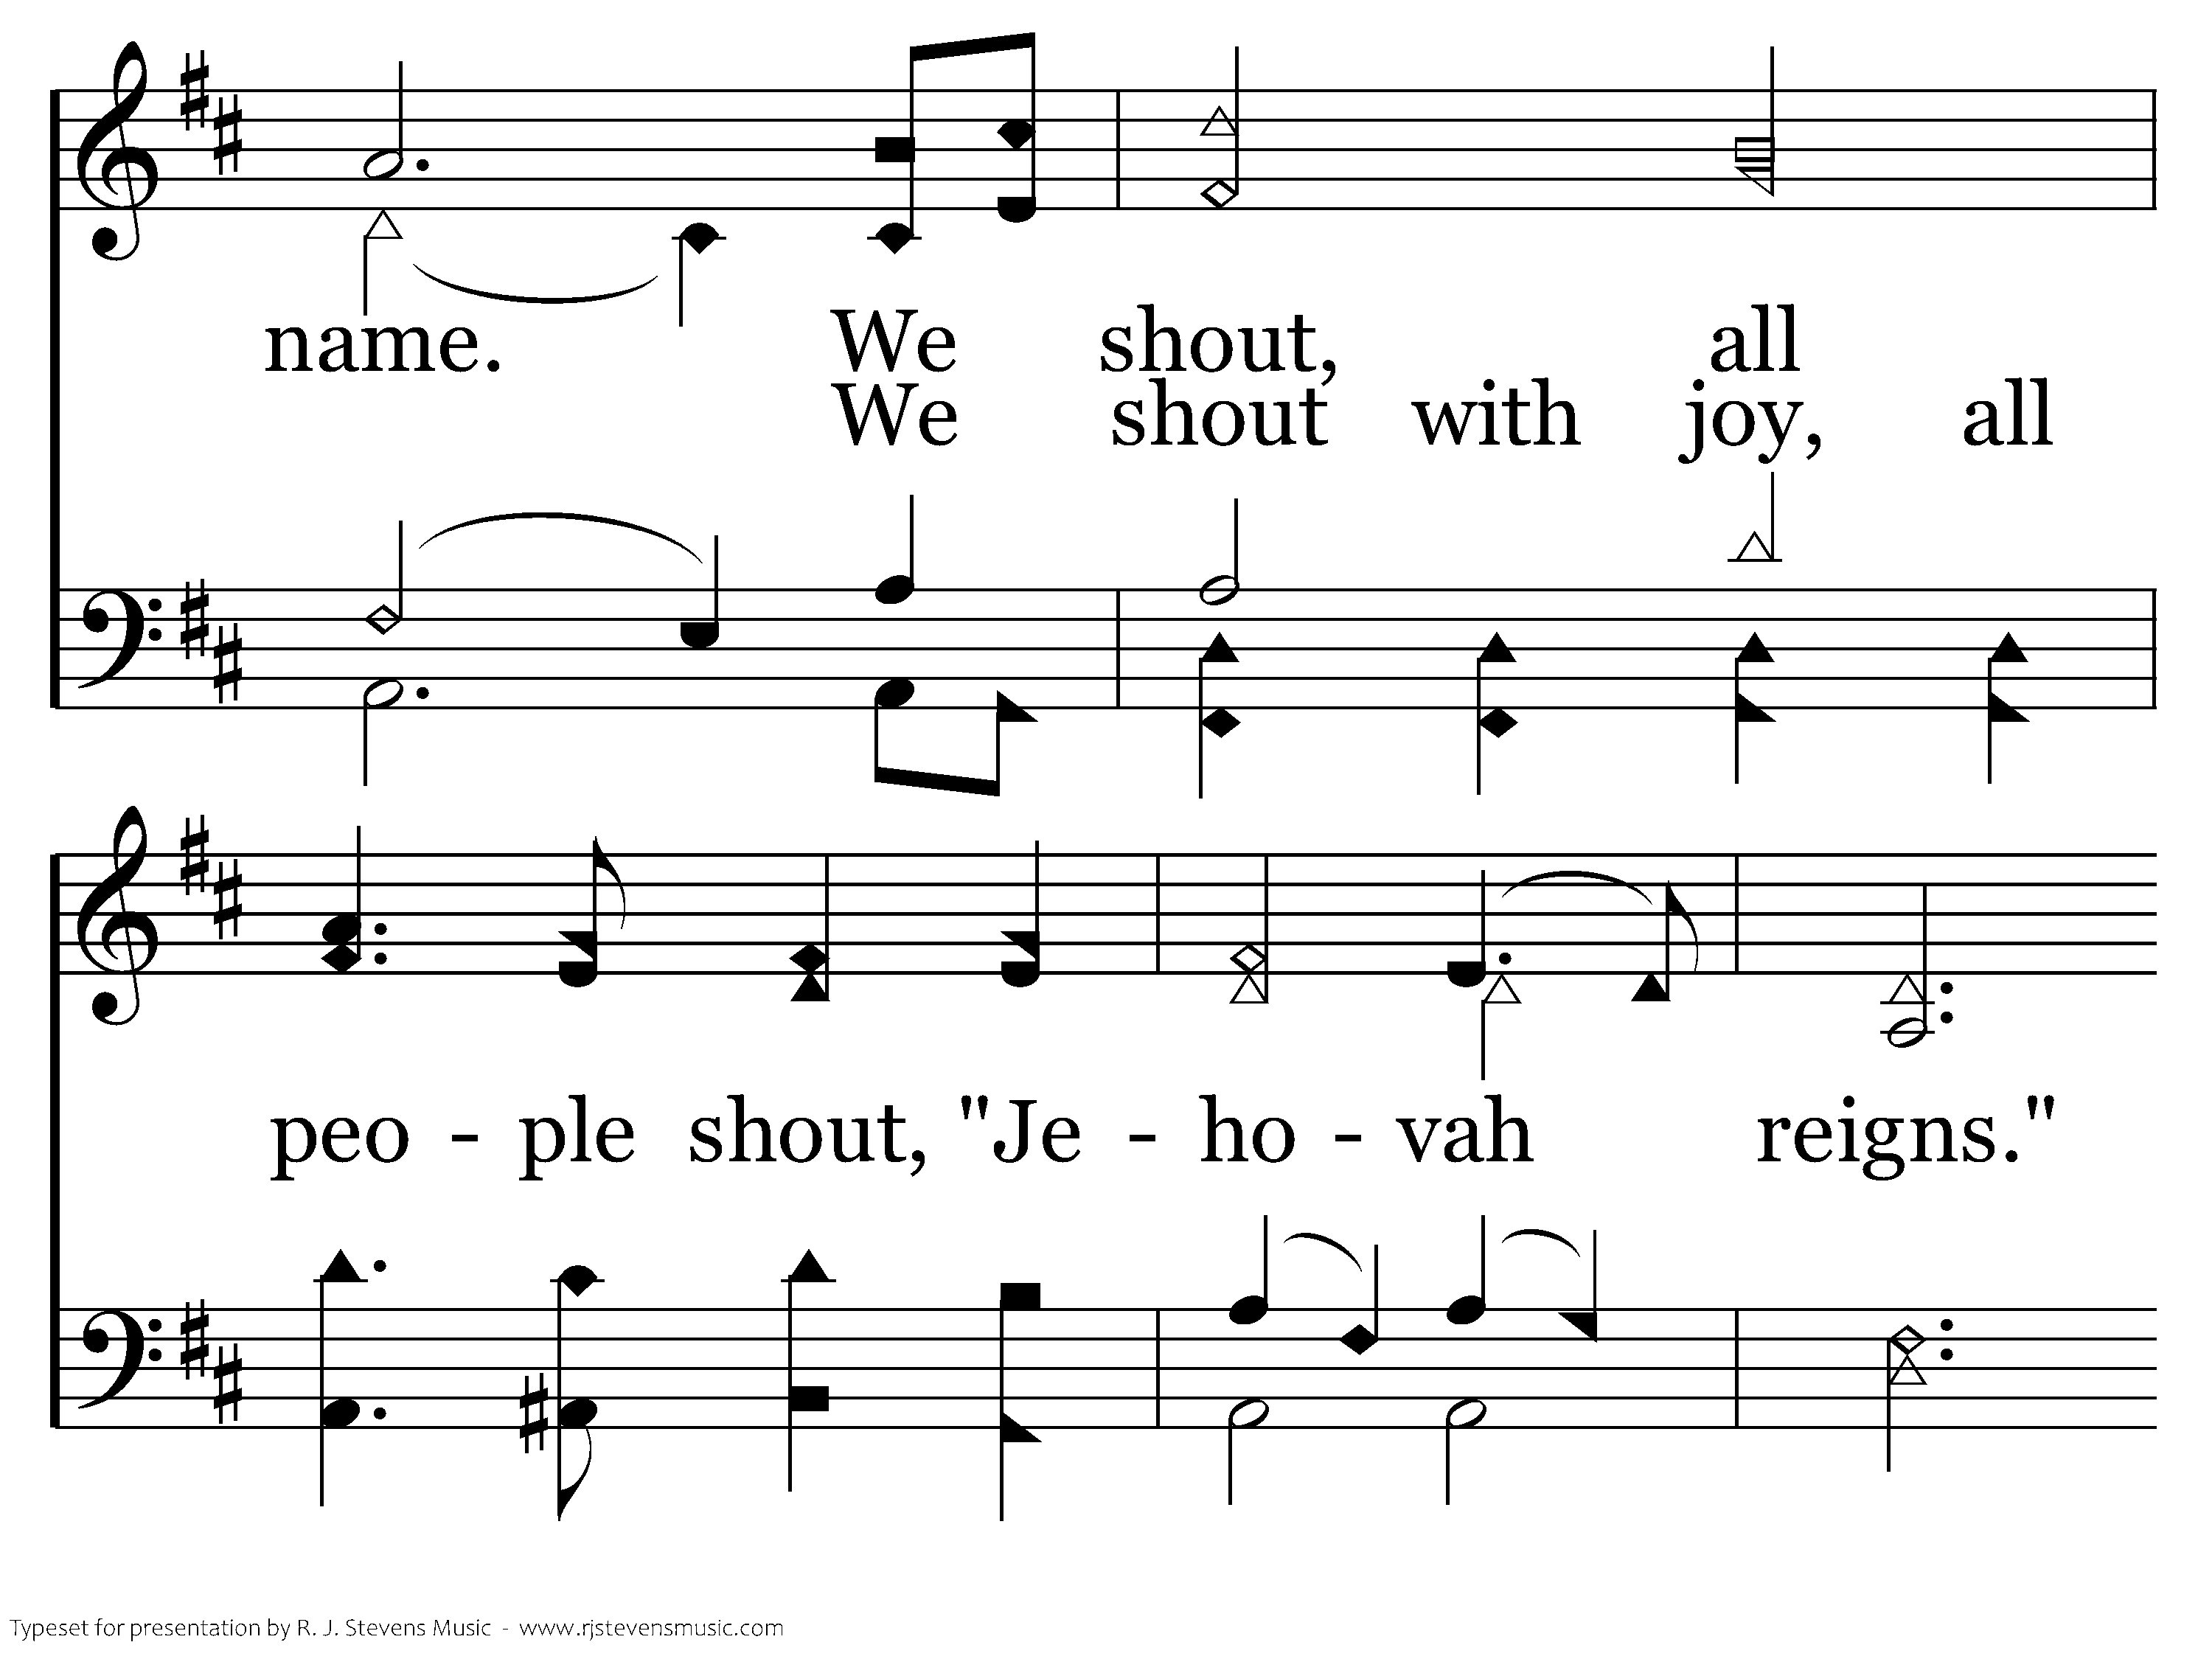 name. We shout, all
We shout with joy, all
peo - ple shout, "Je - ho - vah reigns."
Typeset for presentation by R. J. Stevens Music - www.rjstevensmusic.com